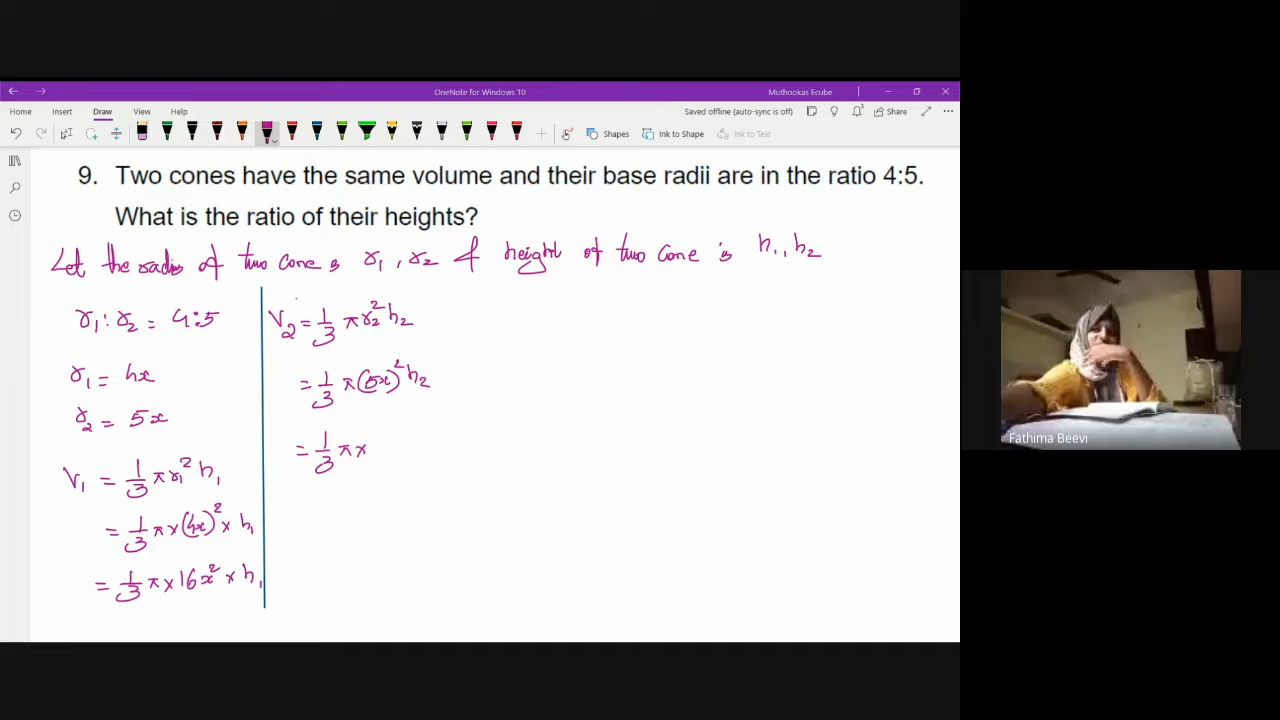 OneNote for Windows 10
Muthookas Ecube
Home Insert Draw View Help
Saved offline (auto-sync is off)
Share
Shapes
Ink to Shape
Ink to Text
9. Two cones have the same volume and their base radii are in the ratio 4:5.
What is the ratio of their heights?
Let the radius of two cone is r₁, r₂ & height of two cone is h₁, h₂
r₁ : r₂ = 4:5
r₁ = 4x
r₂ = 5x
V₁ = 1/3 π r₁² h₁
= 1/3 π × (4x)² × h₁
= 1/3 π × 16x² × h₁
V₂ = 1/3 π r₂² h₂
= 1/3 π (5x)² h₂
= 1/3 π ×
Fathima Beevi